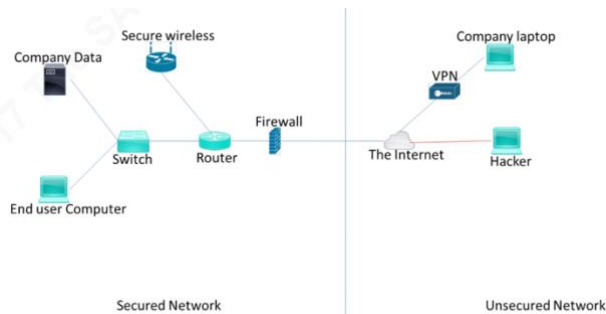 Secure wireless
Company laptop
Company Data
VPN
Firewall
Switch
Router
The Internet
Hacker
End user Computer
Secured Network
Unsecured Network